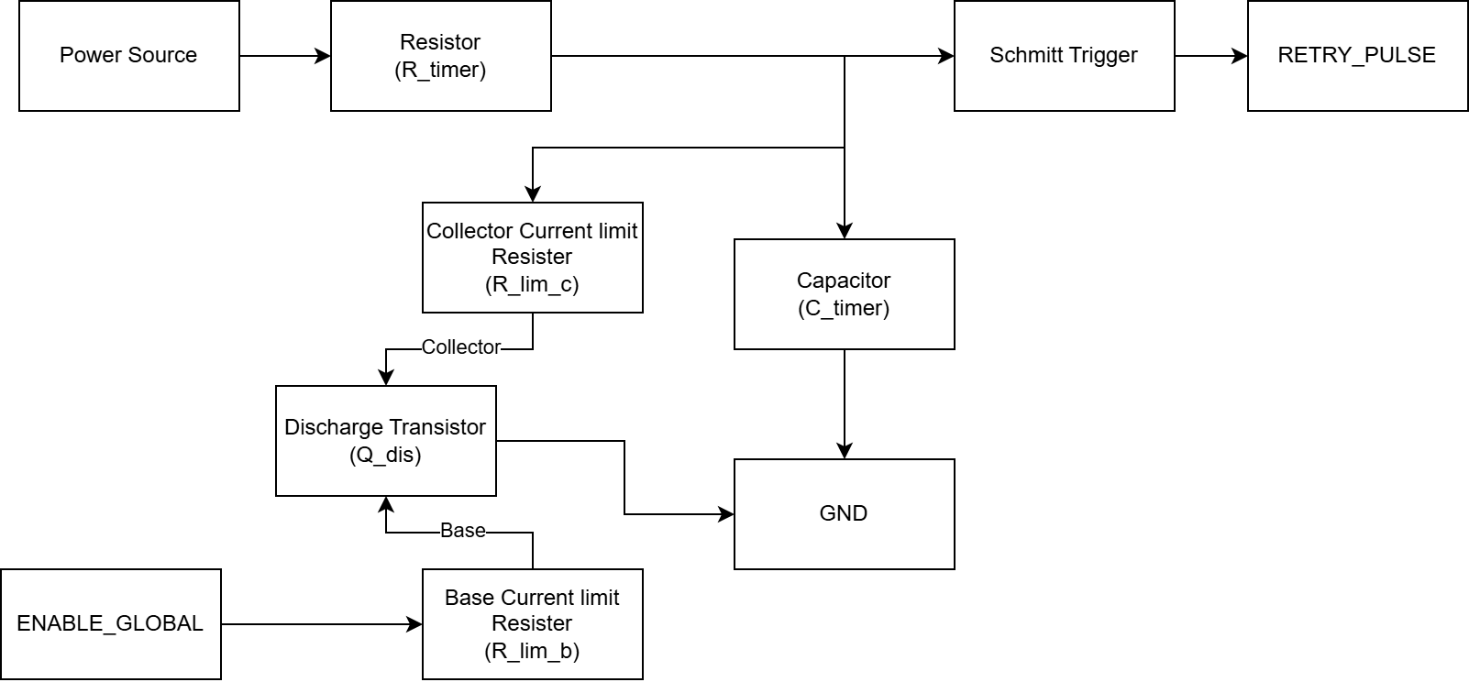 Power Source
Resistor
(R_timer)
Schmitt Trigger
RETRY_PULSE
Collector Current limit
Resister
(R_lim_c)
Capacitor
(C_timer)
Collector
Discharge Transistor
(Q_dis)
GND
Base
ENABLE_GLOBAL
Base Current limit
Resister
(R_lim_b)